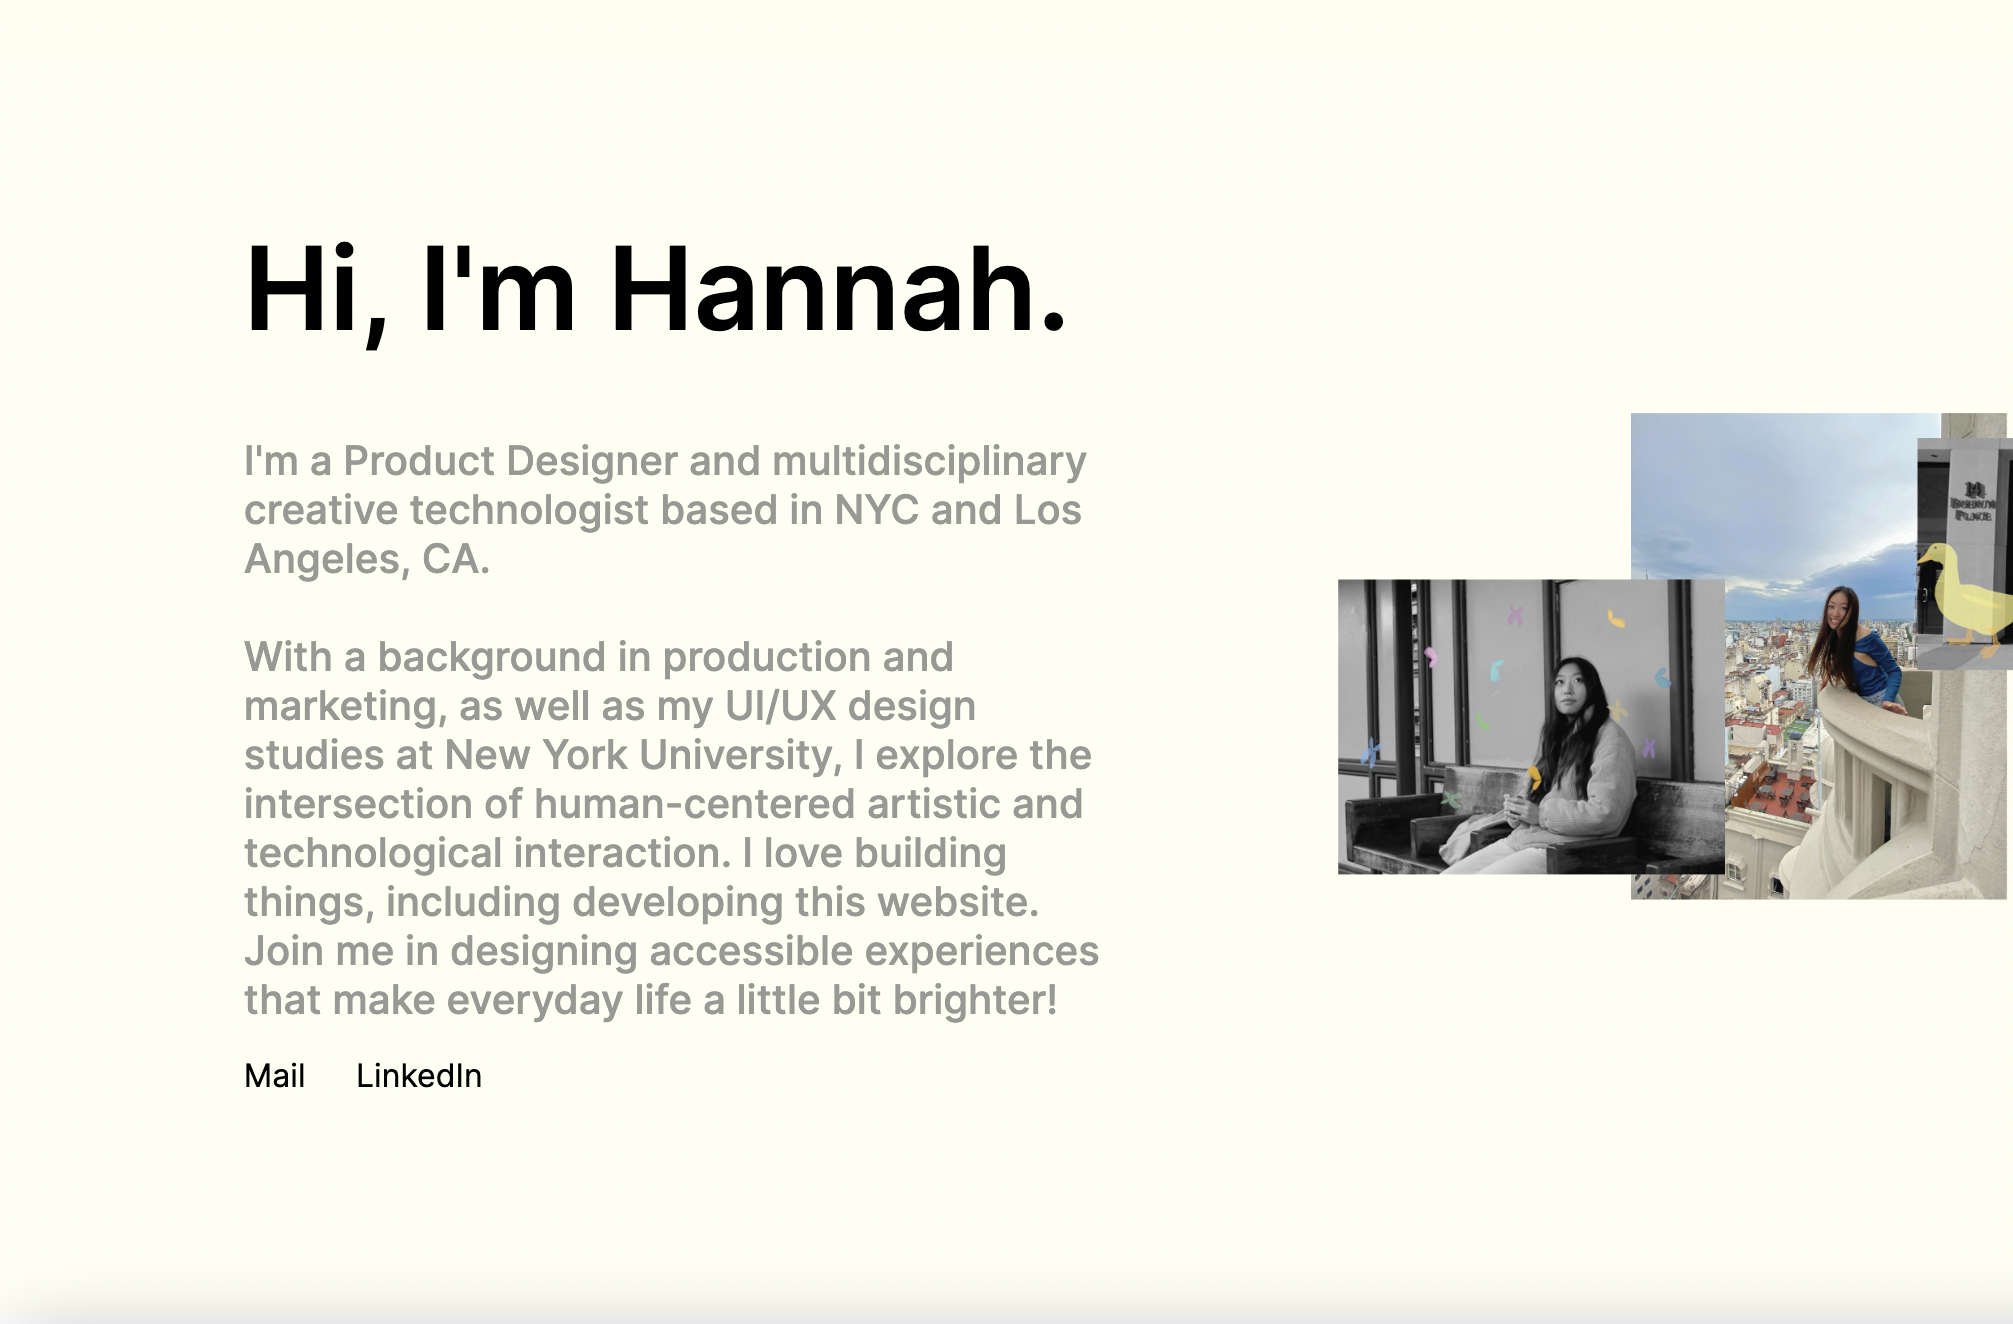 Hi, I'm Hannah.
I'm a Product Designer and multidisciplinary
creative technologist based in NYC and Los
Angeles, CA.
With a background in production and
marketing, as well as my UI/UX design
studies at New York University, I explore the
intersection of human-centered artistic and
technological interaction. I love building
things, including developing this website.
Join me in designing accessible experiences
that make everyday life a little bit brighter!
Mail LinkedIn